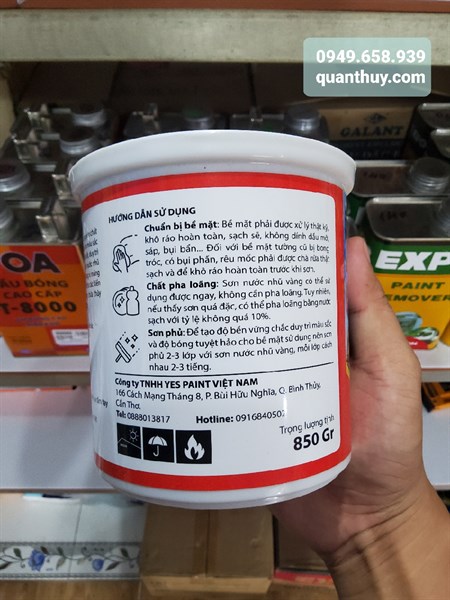 0949.658.939
quanthuy.com
GALANT
HƯỚNG DẪN SỬ DỤNG
Chuẩn bị bề mặt: Bề mặt phải được xử lý thật kỹ,
khô ráo hoàn toàn, sạch sẽ, không dính dầu mỡ,
sáp, bụi bẩn... Đối với bề mặt tường cũ bị bong
tróc, có bụi phấn, rêu mốc phải được chà rửa thật
sạch và để khô ráo hoàn toàn trước khi sơn.
Chất pha loãng: Sơn nước nhũ vàng có thể sử
dụng được ngay, không cần pha loãng. Tuy nhiên,
nếu thấy sơn quá đặc, có thể pha loãng bằng nước
sạch với tỷ lệ không quá 10%.
Sơn phủ: Để tạo độ bền vững chắc duy trì màu sắc
và độ bóng tuyệt hảo cho bề mặt sử dụng nên sơn
phủ 2-3 lớp với sơn nước nhũ vàng, mỗi lớp cách
nhau 2-3 tiếng.
Công ty TNHH YES PAINT VIỆT NAM
166 Cách Mạng Tháng 8, P. Bùi Hữu Nghĩa, Q. Bình Thủy,
Cần Thơ.
Tel: 0888013817 Hotline: 0916840502
Trọng lượng tịnh
850 Gr
OA
DẦU BÓNG
CAO CẤP
T-8000
EXP
PAINT
REMOVER